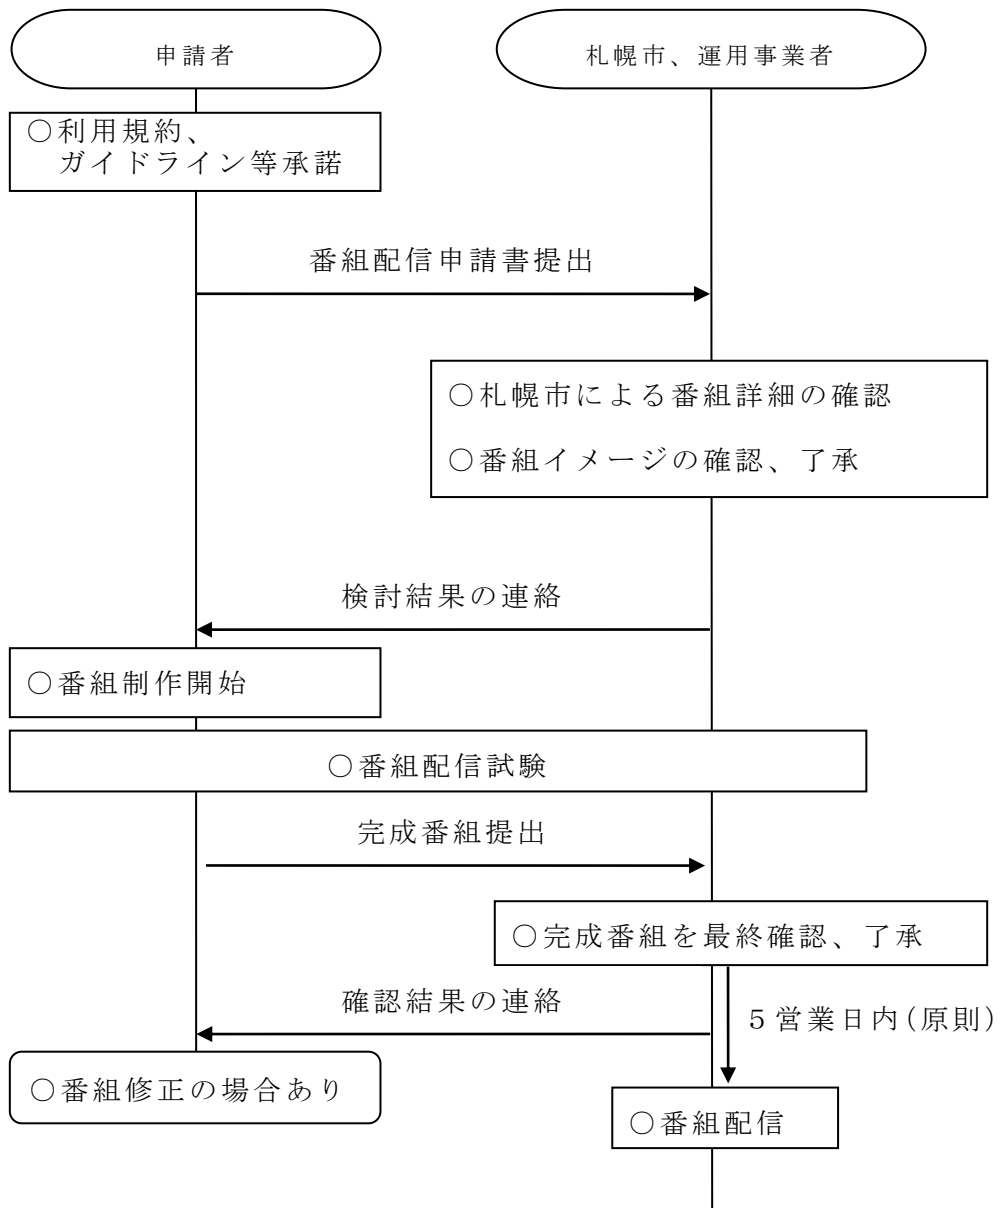 申請者
札幌市、運用事業者
○利用規約、
ガイドライン等承諾
番組配信申請書提出
○札幌市による番組詳細の確認
○番組イメージの確認、了承
検討結果の連絡
○番組制作開始
○番組配信試験
完成番組提出
○完成番組を最終確認、了承
確認結果の連絡
5営業日内(原則)
○番組修正の場合あり
○番組配信